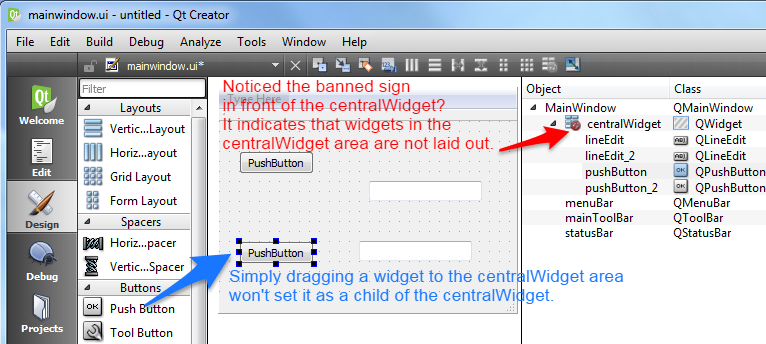 mainwindow.ui - untitled - Qt Creator
File Edit Build Debug Analyze Tools Window Help
mainwindow.ui*
Filter
Layouts
Vertic...Layout
Horiz...Layout
Grid Layout
Form Layout
Spacers
Horiz...pacer
Vertic...Spacer
Buttons
Push Button
Tool Button
Qt
Welcome
Edit
Design
Debug
Projects
Type Here
Noticed the banned sign
in front of the centralWidget?
It indicates that widgets in the
centralWidget area are not laid out.
PushButton
PushButton
Simply dragging a widget to the centralWidget area
won't set it as a child of the centralWidget.
Object Class
MainWindow QMainWindow
centralWidget QWidget
lineEdit QLineEdit
lineEdit_2 QLineEdit
pushButton OK QPushButton
pushButton_2 OK QPushButton
menuBar QMenuBar
mainToolBar QToolBar
statusBar QStatusBar